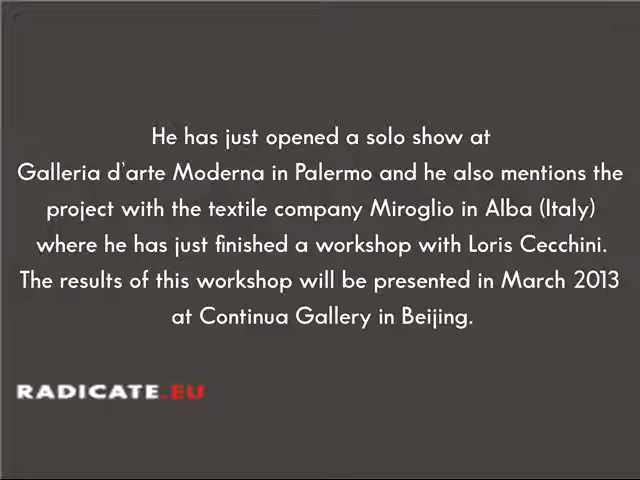 He has just opened a solo show at
Galleria d'arte Moderna in Palermo and he also mentions the
project with the textile company Miroglio in Alba (Italy)
where he has just finished a workshop with Loris Cecchini.
The results of this workshop will be presented in March 2013
at Continua Gallery in Beijing.
RADICATE.EU